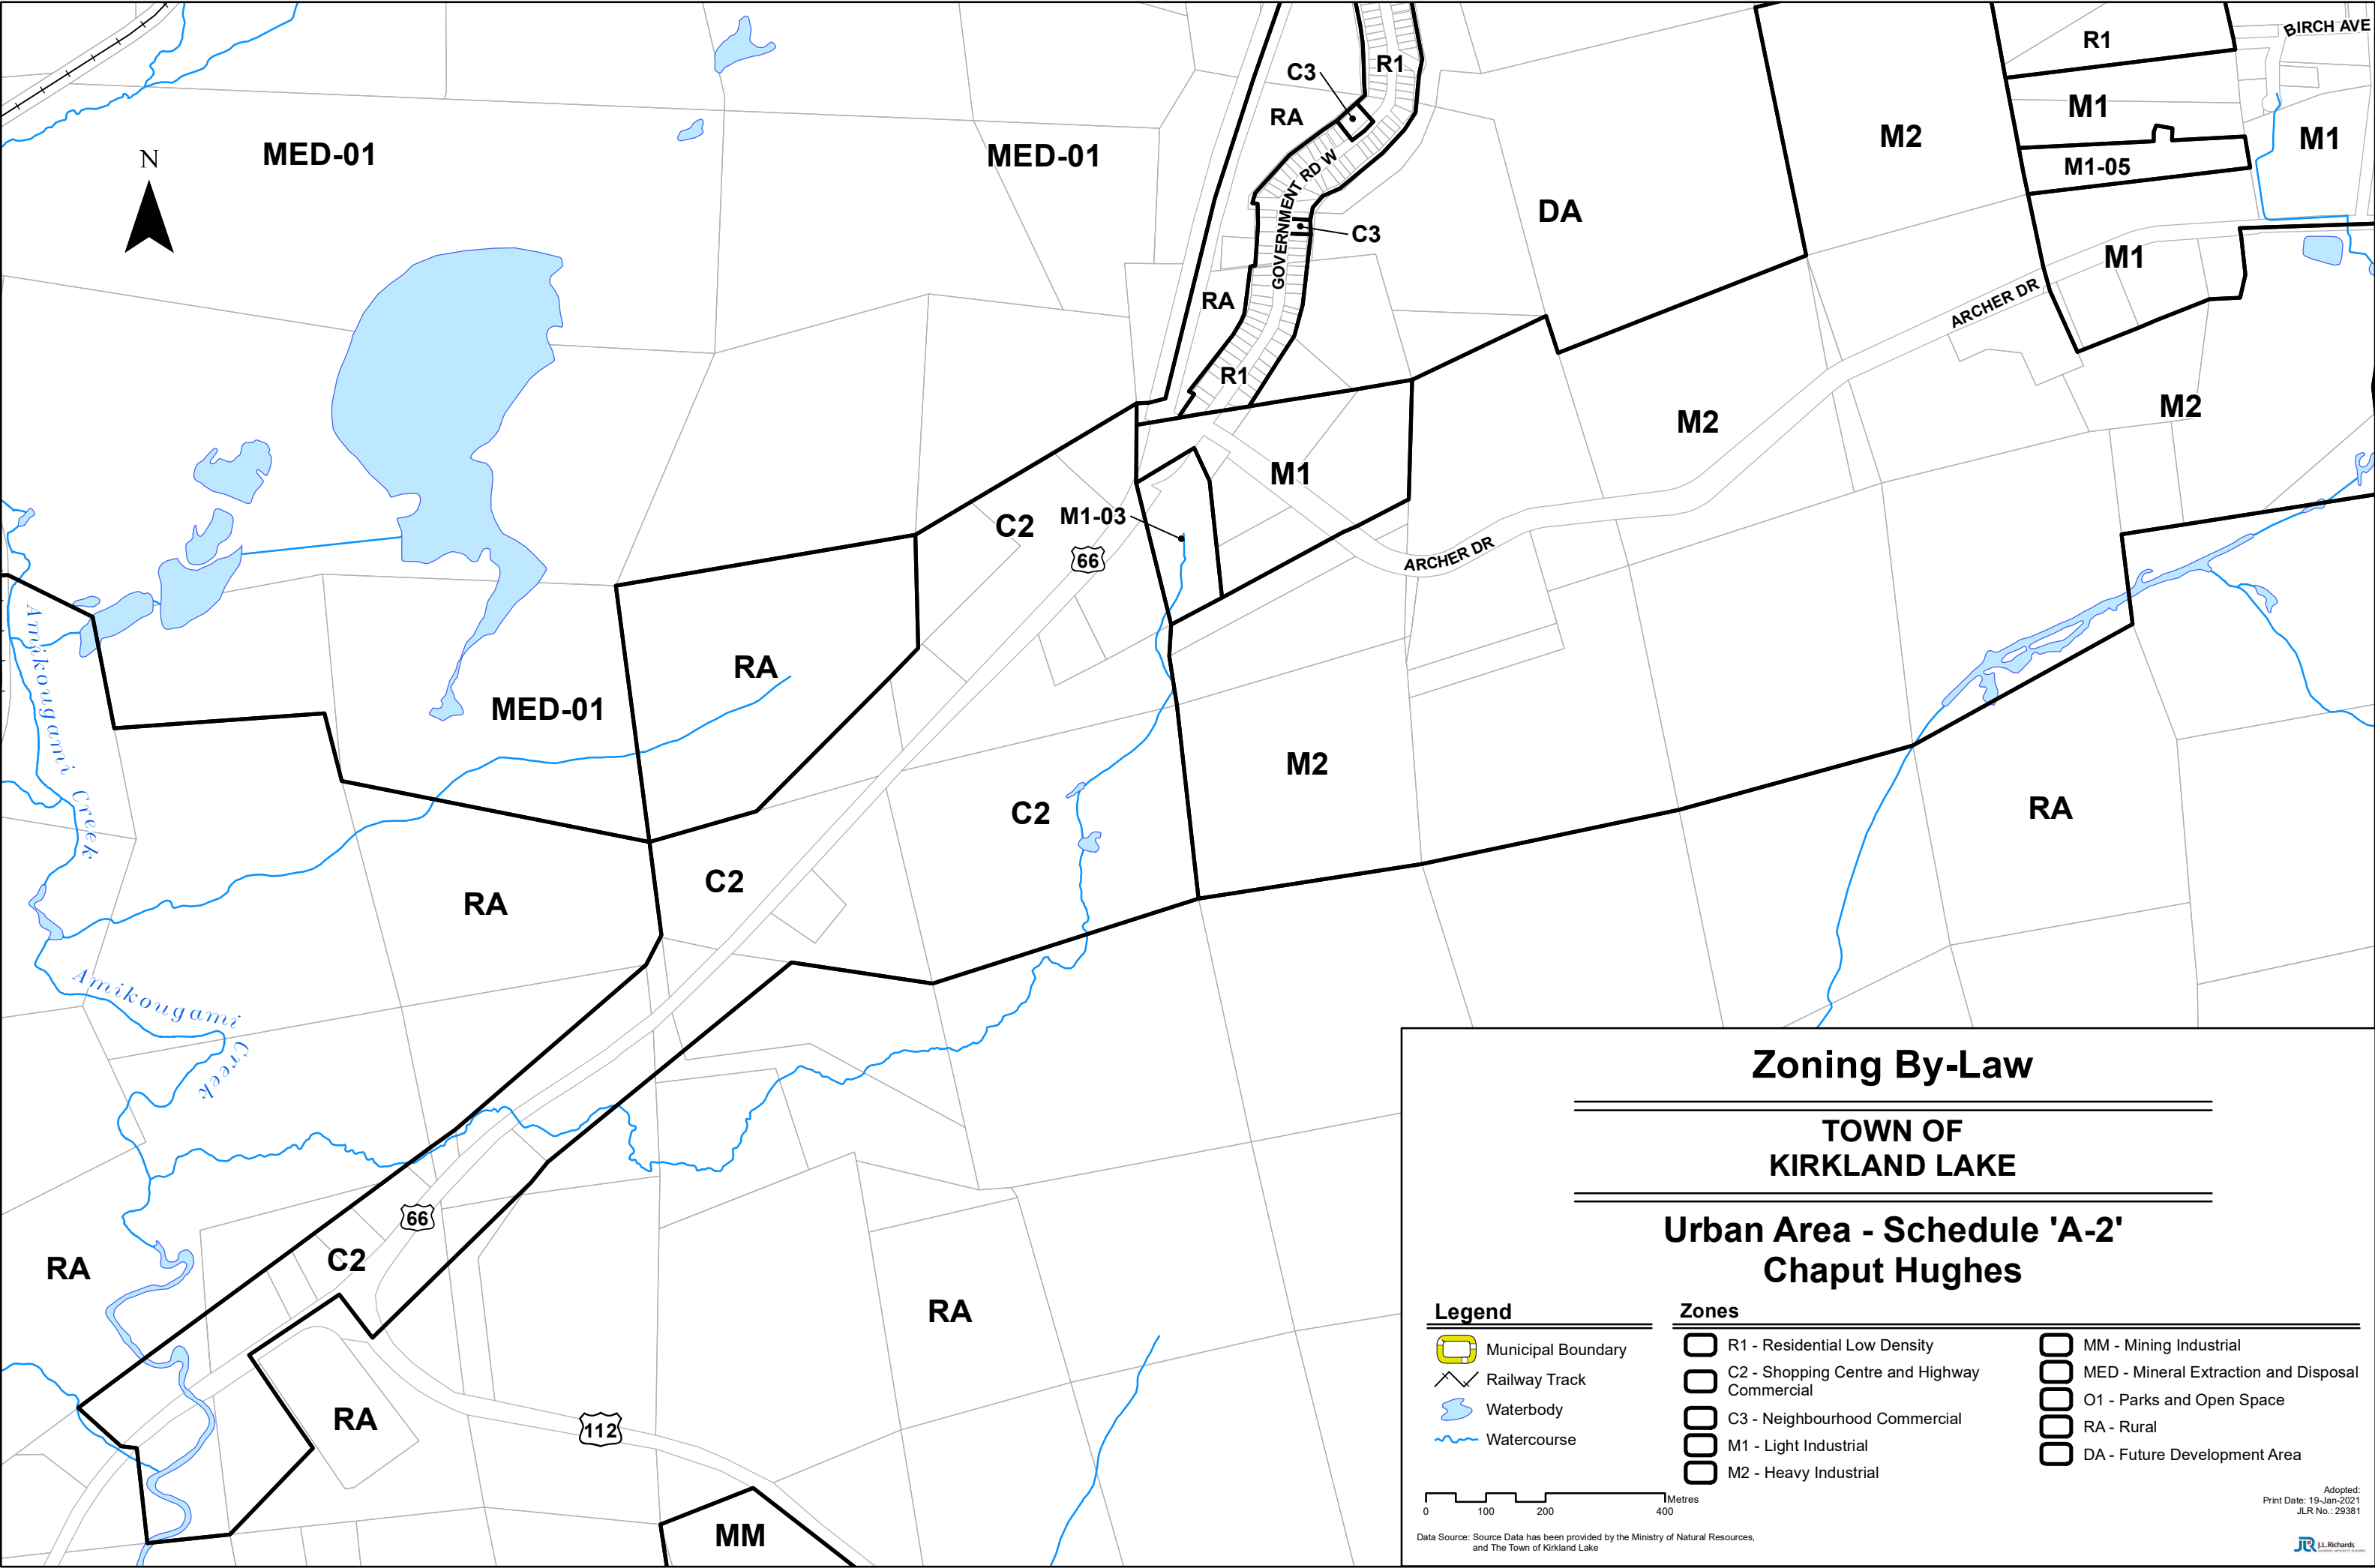 BIRCH AVE
R1
R1
C3
M1
RA
M2
M1
N
MED-01
MED-01
GOVERNMENT RD W
M1-05
DA
C3
M1
RA
ARCHER DR
R1
M2
M2
M1
C2
M1-03
66
ARCHER DR
Amikougami Creek
RA
MED-01
M2
C2
RA
C2
RA
Amikougami
Creek
66
C2
RA
RA
RA
112
MM
Zoning By-Law
TOWN OF
KIRKLAND LAKE
Urban Area - Schedule 'A-2'
Chaput Hughes
Legend
Municipal Boundary
Railway Track
Waterbody
Watercourse
Zones
R1 - Residential Low Density
C2 - Shopping Centre and Highway
Commercial
C3 - Neighbourhood Commercial
M1 - Light Industrial
M2 - Heavy Industrial
MM - Mining Industrial
MED - Mineral Extraction and Disposal
O1 - Parks and Open Space
RA - Rural
DA - Future Development Area
Metres
0 100 200 400
Adopted:
Print Date: 19-Jan-2021
JLR No.: 29381
Data Source: Source Data has been provided by the Ministry of Natural Resources,
and The Town of Kirkland Lake
JLR J.L.Richards